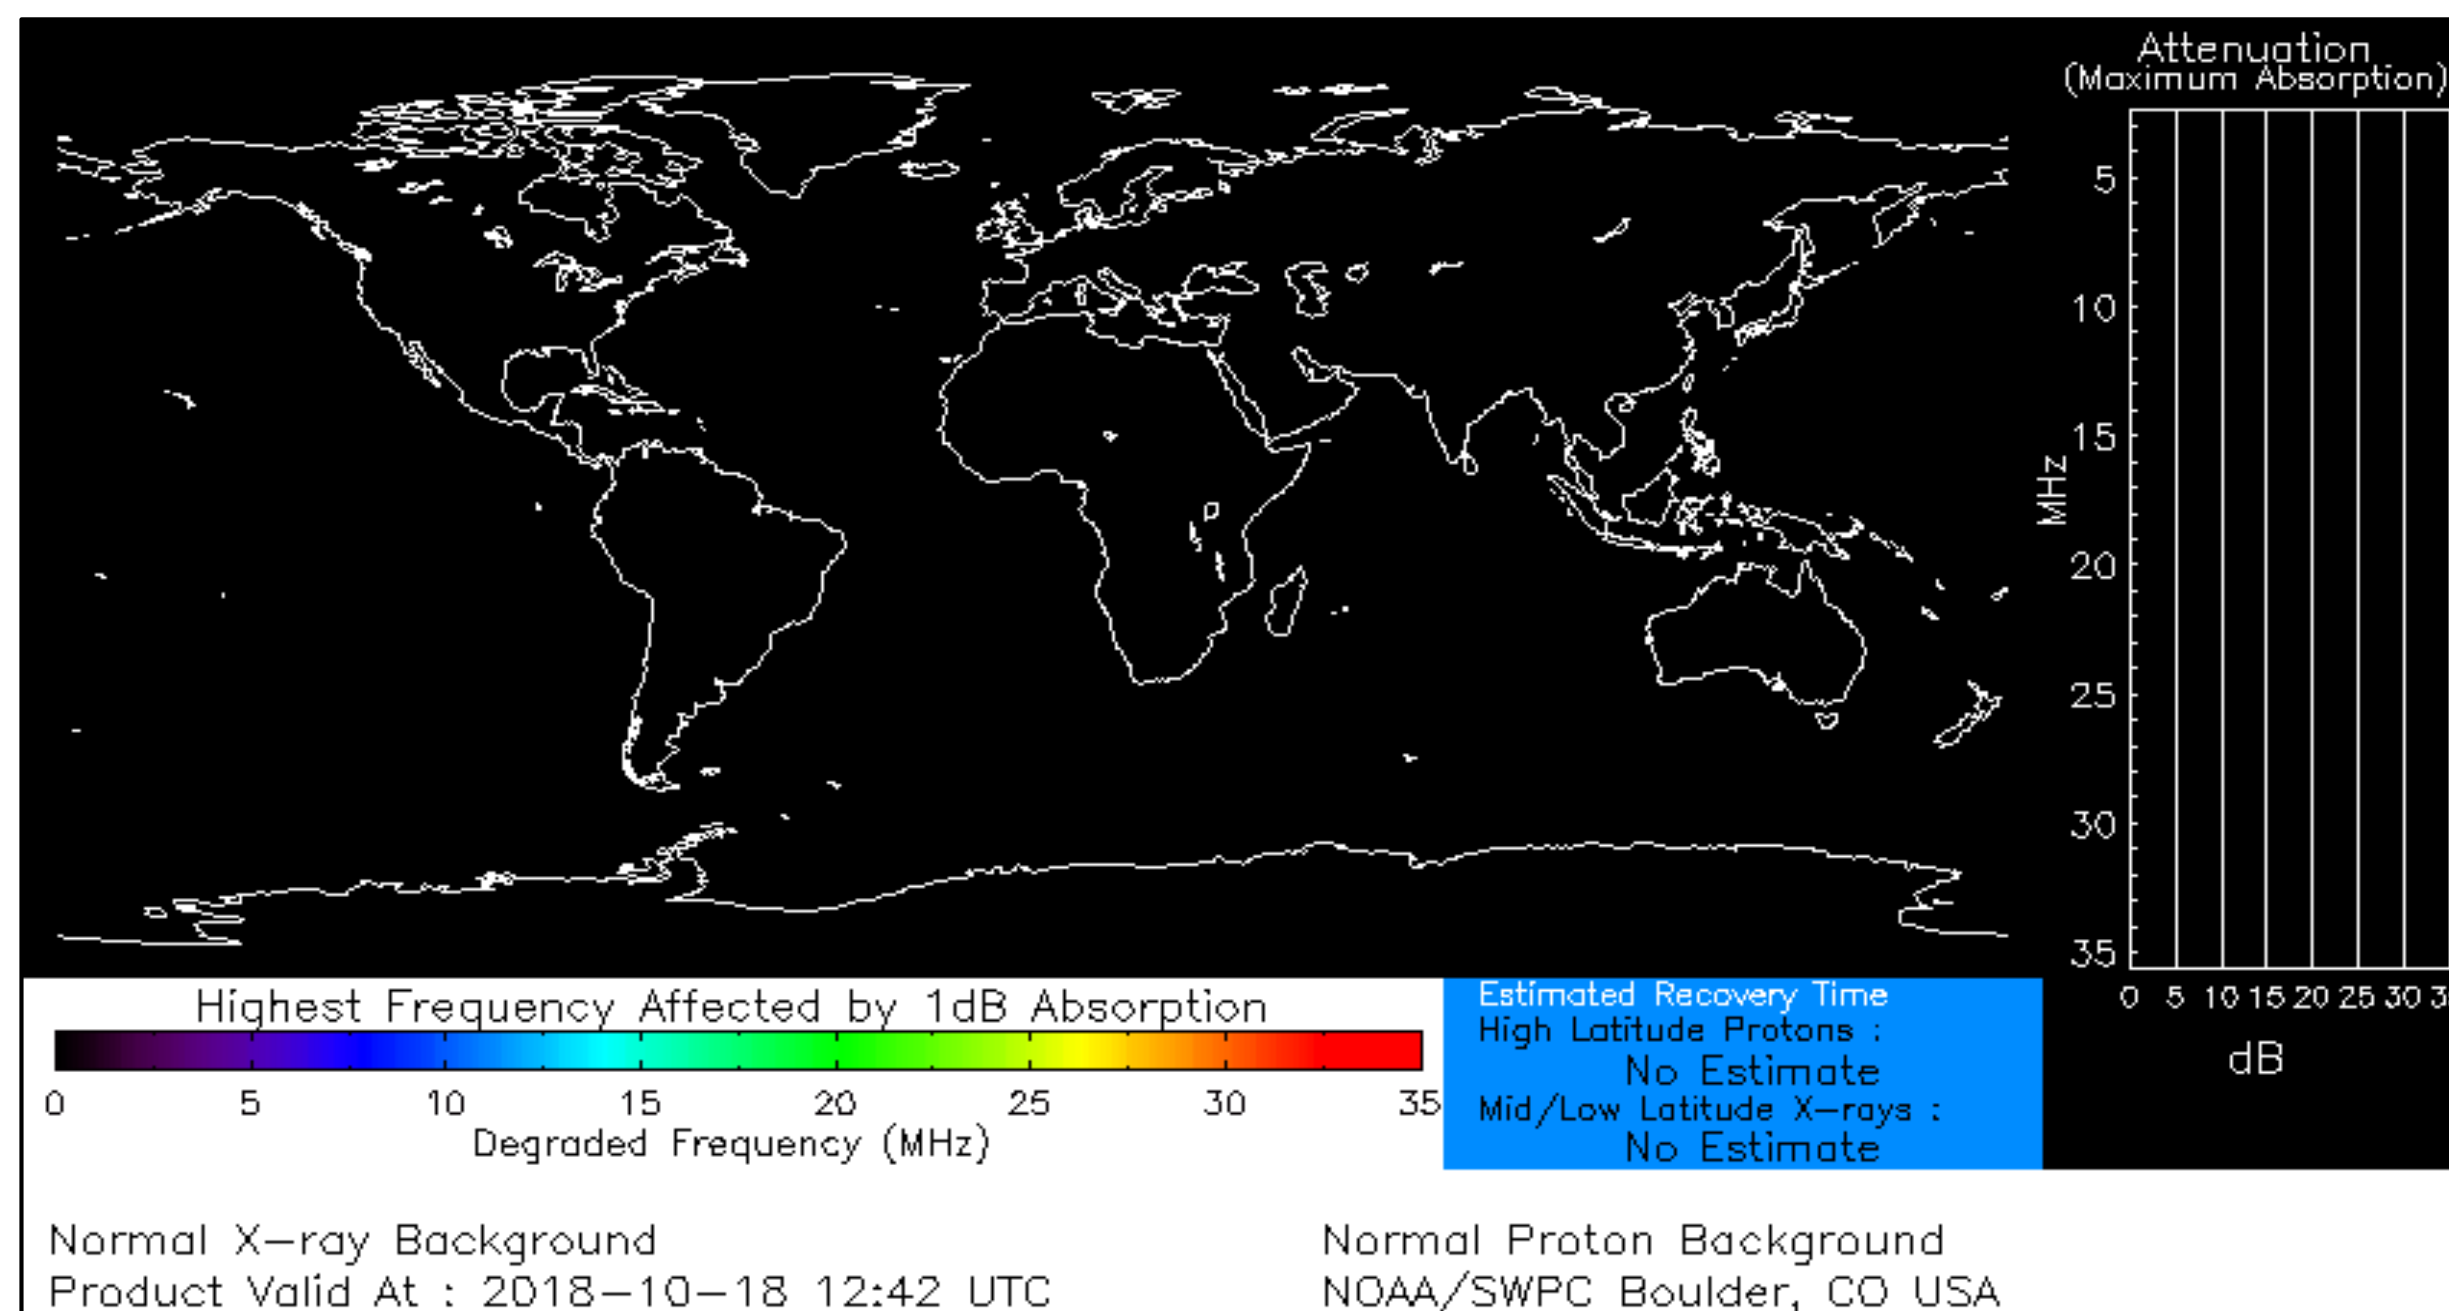 Attenuation
(Maximum Absorption)
5
10
15
20
25
30
35
MHz
0 5 10 15 20 25 30
dB
Highest Frequency Affected by 1dB Absorption
0 5 10 15 20 25 30 35
Degraded Frequency (MHz)
Estimated Recovery Time
High Latitude Protons :
No Estimate
Mid/Low Latitude X-rays :
No Estimate
Normal X-ray Background
Normal Proton Background
Product Valid At : 2018-10-18 12:42 UTC
NOAA/SWPC Boulder, CO USA